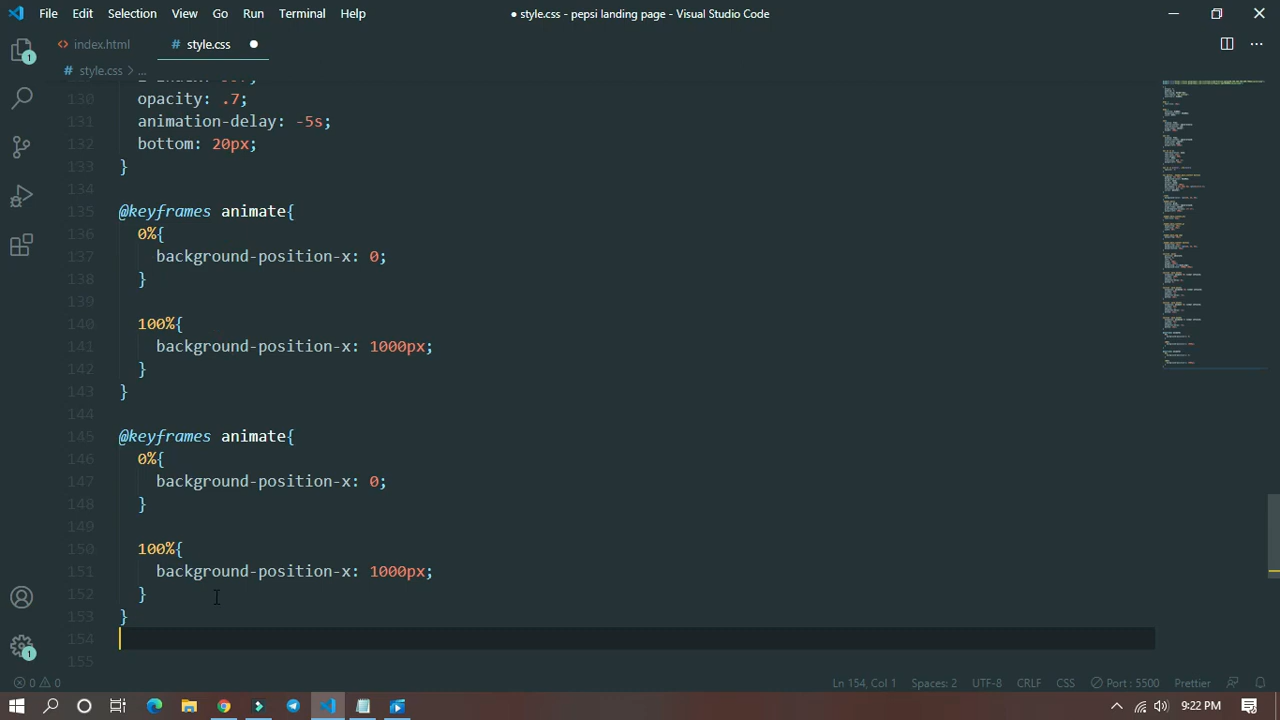 File Edit Selection View Go Run Terminal Help
● style.css - pepsi landing page - Visual Studio Code
index.html
# style.css
# style.css > ...
130 opacity: .7;
131 animation-delay: -5s;
132 bottom: 20px;
133 }
134
135 @keyframes animate{
136 0%{
137 background-position-x: 0;
138 }
139
140 100%{
141 background-position-x: 1000px;
142 }
143 }
144
145 @keyframes animate{
146 0%{
147 background-position-x: 0;
148 }
149
150 100%{
151 background-position-x: 1000px;
152 }
153 }
154
155
1
1
0 0
Ln 154, Col 1 Spaces: 2 UTF-8 CRLF CSS Port : 5500 Prettier
9:22 PM